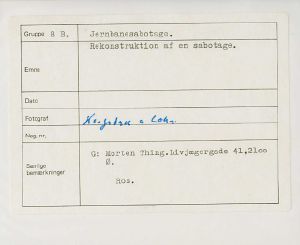 Gruppe 8 B. Jernbanesabotage.
Rekonstruktion af en sabotage.
Emne
Dato
Fotograf
Neg. nr.
Særlige bemærkninger
G: Morten Thing. Livjægergade 41, 2100
Ø.
Ros.